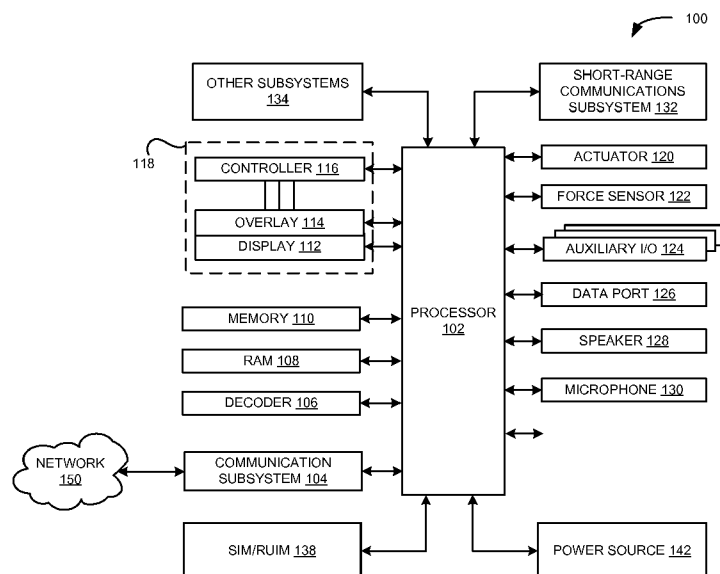 100
OTHER SUBSYSTEMS
134
SHORT-RANGE
COMMUNICATIONS
SUBSYSTEM 132
118
CONTROLLER 116
OVERLAY 114
DISPLAY 112
MEMORY 110
RAM 108
DECODER 106
NETWORK
150
COMMUNICATION
SUBSYSTEM 104
SIM/RUIM 138
PROCESSOR
102
ACTUATOR 120
FORCE SENSOR 122
AUXILIARY I/O 124
DATA PORT 126
SPEAKER 128
MICROPHONE 130
POWER SOURCE 142